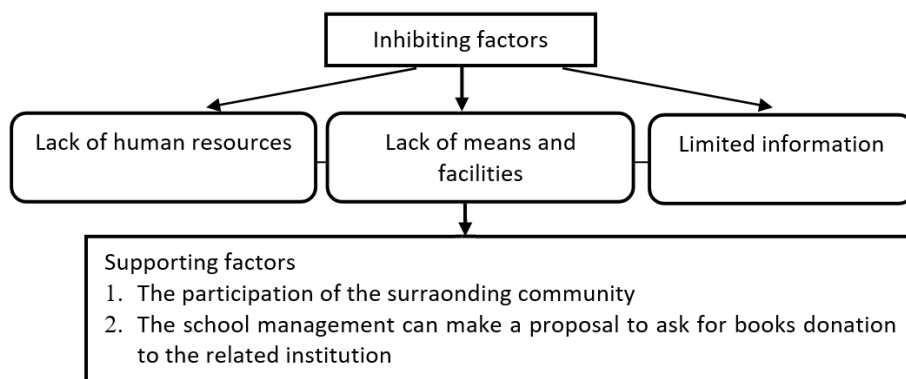 Inhibiting factors
Lack of human resources
Lack of means and
facilities
Limited information
Supporting factors
1. The participation of the surraonding community
2. The school management can make a proposal to ask for books donation
to the related institution